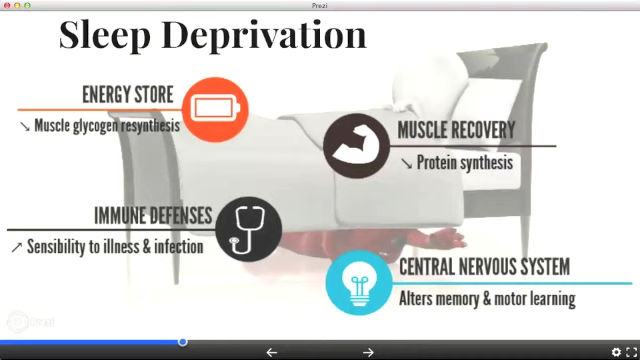 Prezi
Sleep Deprivation
ENERGY STORE
↘ Muscle glycogen resynthesis
MUSCLE RECOVERY
↘ Protein synthesis
IMMUNE DEFENSES
↗ Sensibility to illness & infection
CENTRAL NERVOUS SYSTEM
Alters memory & motor learning